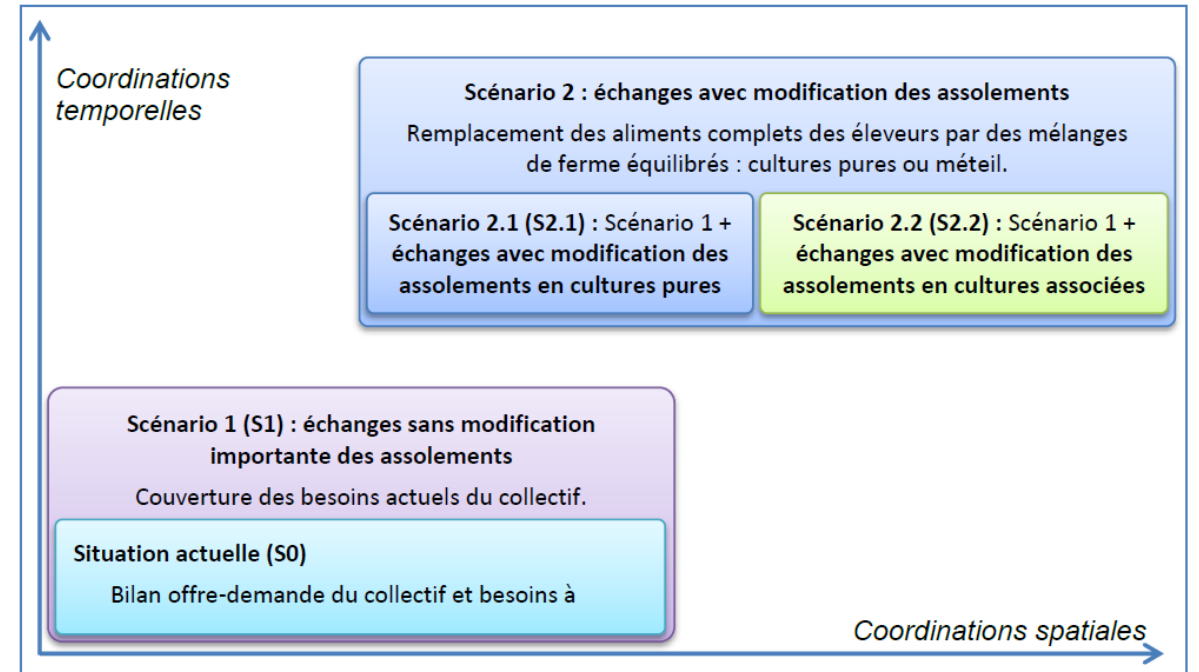 Coordinations
temporelles
Scénario 2 : échanges avec modification des assolements
Remplacement des aliments complets des éleveurs par des mélanges
de ferme équilibrés : cultures pures ou méteil.
Scénario 2.1 (S2.1) : Scénario 1 +
échanges avec modification des
assolements en cultures pures
Scénario 2.2 (S2.2) : Scénario 1 +
échanges avec modification des
assolements en cultures associées
Scénario 1 (S1) : échanges sans modification
importante des assolements
Couverture des besoins actuels du collectif.
Situation actuelle (S0)
Bilan offre-demande du collectif et besoins à
Coordinations spatiales